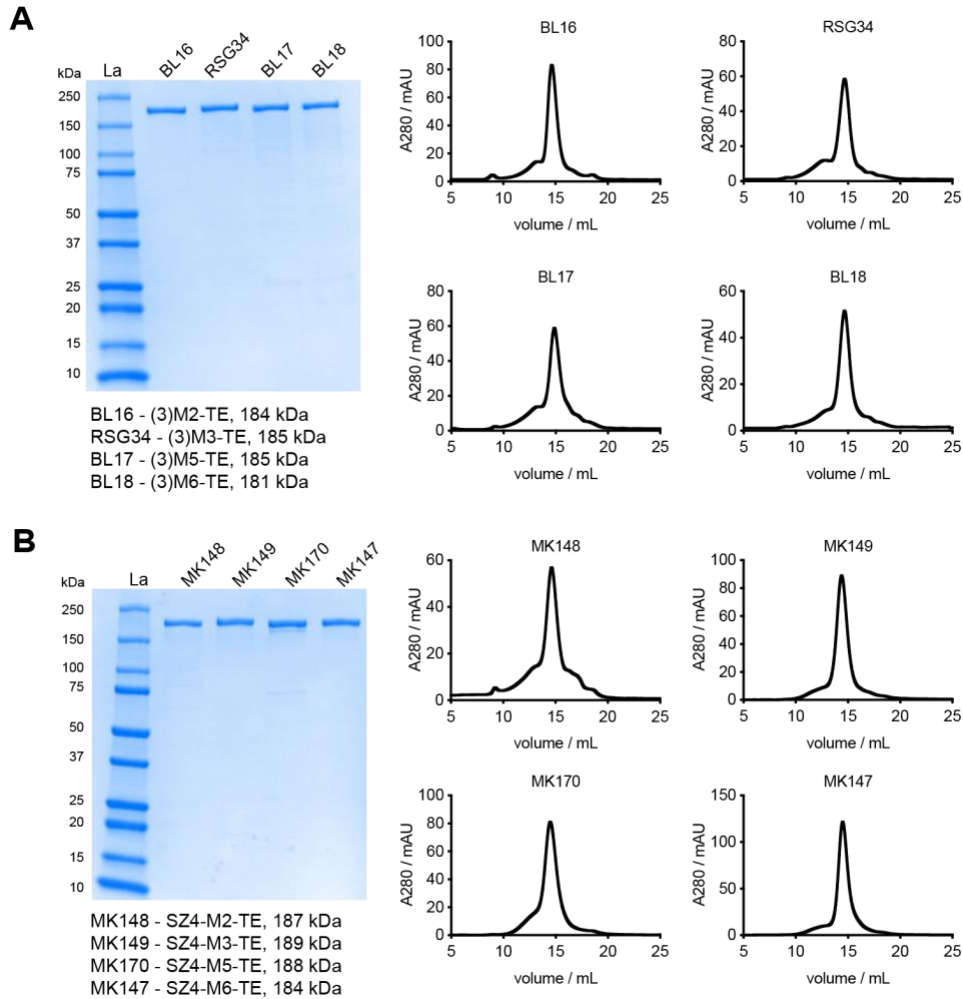 A
kDa La BL16 RSG34 BL17 BL18
250
150
100
75
50
37
25
20
15
10
BL16 - (3)M2-TE, 184 kDa
RSG34 - (3)M3-TE, 185 kDa
BL17 - (3)M5-TE, 185 kDa
BL18 - (3)M6-TE, 181 kDa
BL16
A280 / mAU
100
80
60
40
20
0
5 10 15 20 25
volume / mL
RSG34
A280 / mAU
80
60
40
20
0
5 10 15 20 25
volume / mL
BL17
A280 / mAU
80
60
40
20
0
5 10 15 20 25
volume / mL
BL18
A280 / mAU
60
40
20
0
5 10 15 20 25
volume / mL
B
kDa La MK148 MK149 MK170 MK147
250
150
100
75
50
37
25
20
15
10
MK148 - SZ4-M2-TE, 187 kDa
MK149 - SZ4-M3-TE, 189 kDa
MK170 - SZ4-M5-TE, 188 kDa
MK147 - SZ4-M6-TE, 184 kDa
MK148
A280 / mAU
60
40
20
0
5 10 15 20 25
volume / mL
MK149
A280 / mAU
100
80
60
40
20
0
5 10 15 20 25
volume / mL
MK170
A280 / mAU
100
80
60
40
20
0
5 10 15 20 25
volume / mL
MK147
A280 / mAU
150
100
50
0
5 10 15 20 25
volume / mL